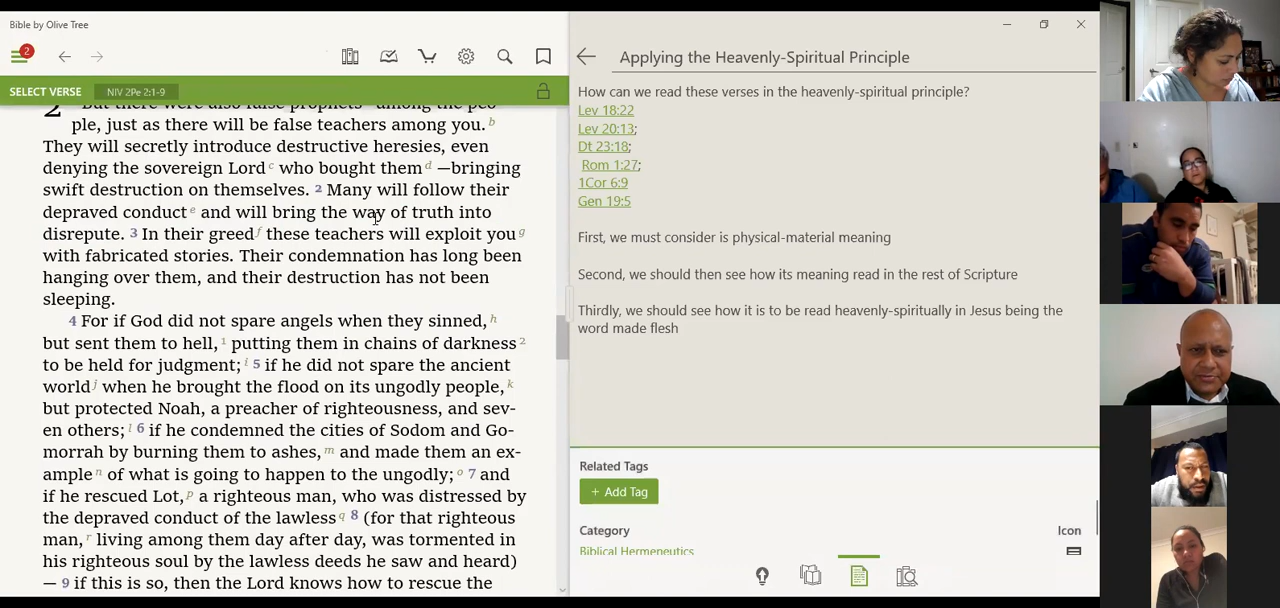 Bible by Olive Tree
2
SELECT VERSE NIV 2Pe 2:1-9
2 But there were also false prophets among the peo-
ple, just as there will be false teachers among you. b
They will secretly introduce destructive heresies, even
denying the sovereign Lord c who bought them d —bringing
swift destruction on themselves. 2 Many will follow their
depraved conduct e and will bring the way of truth into
disrepute. 3 In their greed f these teachers will exploit you g
with fabricated stories. Their condemnation has long been
hanging over them, and their destruction has not been
sleeping.
4 For if God did not spare angels when they sinned, h
but sent them to hell, 1 putting them in chains of darkness 2
to be held for judgment; i 5 if he did not spare the ancient
world j when he brought the flood on its ungodly people, k
but protected Noah, a preacher of righteousness, and sev-
en others; l 6 if he condemned the cities of Sodom and Go-
morrah by burning them to ashes, m and made them an ex-
ample n of what is going to happen to the ungodly; o 7 and
if he rescued Lot, p a righteous man, who was distressed by
the depraved conduct of the lawless q 8 (for that righteous
man, r living among them day after day, was tormented in
his righteous soul by the lawless deeds he saw and heard)
— 9 if this is so, then the Lord knows how to rescue the
Applying the Heavenly-Spiritual Principle
How can we read these verses in the heavenly-spiritual principle?
Lev 18:22
Lev 20:13;
Dt 23:18;
Rom 1:27;
1Cor 6:9
Gen 19:5
First, we must consider is physical-material meaning
Second, we should then see how its meaning read in the rest of Scripture
Thirdly, we should see how it is to be read heavenly-spiritually in Jesus being the
word made flesh
Related Tags
+ Add Tag
Category Icon
Biblical Hermeneutics